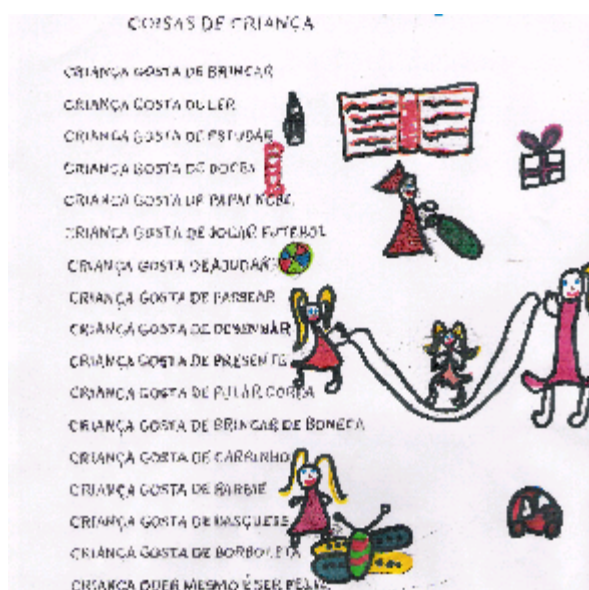 COISAS DE CRIANÇA
CRIANÇA GOSTA DE BRINCAR
CRIANÇA GOSTA DE LER
CRIANÇA GOSTA DE ESTUDAR
CRIANÇA GOSTA DE DOCES
CRIANÇA GOSTA DE PAPAI NOEL
CRIANÇA GOSTA DE JOGAR FUTEBOL
CRIANÇA GOSTA DE AJUDAR
CRIANÇA GOSTA DE PASSEAR
CRIANÇA GOSTA DE DESENHAR
CRIANÇA GOSTA DE PRESENTE
CRIANÇA GOSTA DE PULAR CORDA
CRIANÇA GOSTA DE BRINCAR DE BONECA
CRIANÇA GOSTA DE CARRINHO
CRIANÇA GOSTA DE BARBIE
CRIANÇA GOSTA DE BASQUETE
CRIANÇA GOSTA DE BORBOLETA
CRIANÇA QUER MESMO É SER FELIZ